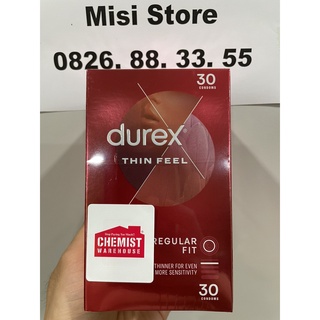 Misi Store
0826. 88. 33. 55
30
CONDOMS
durex
THIN FEEL
CHEMIST
WAREHOUSE
REGULAR
FIT
THINNER FOR EVEN
MORE SENSITIVITY
30
CONDOMS